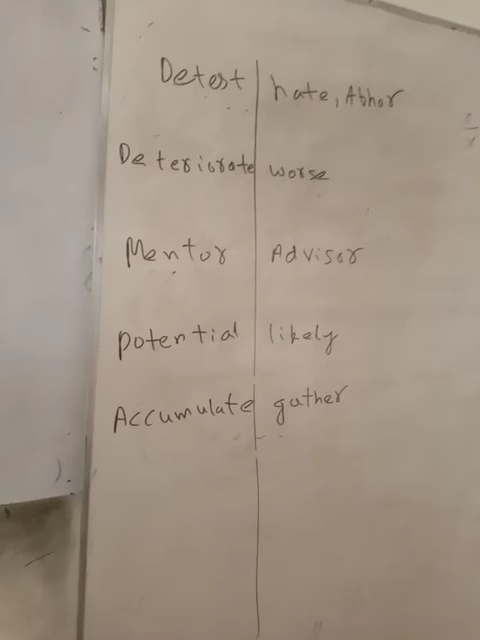 Detest | hate, Abhor
Deteriorate | worse
Mentor | Advisor
potential | likely
Accumulate | gather